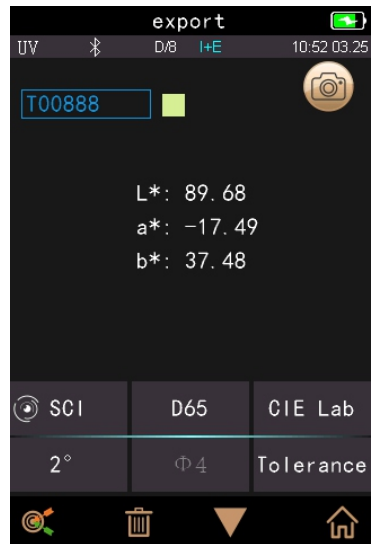 export
UV D/8 I+E 10:52 03.25
T00888
L*: 89.68
a*: -17.49
b*: 37.48
SCI D65 CIE Lab
2° Φ4 Tolerance